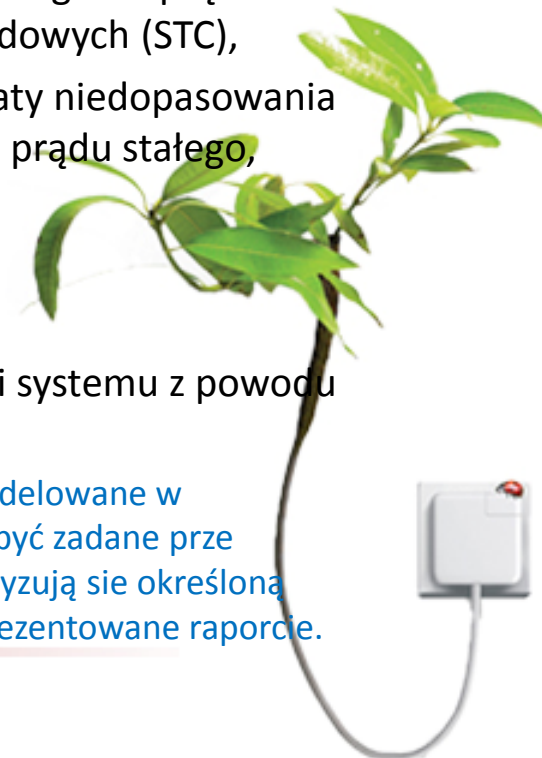 dowych (STC),
aty niedopasowania
prądu stałego,
i systemu z powodu
delowane w
być zadane prze
yzują sie określoną
ezentowane raporcie.